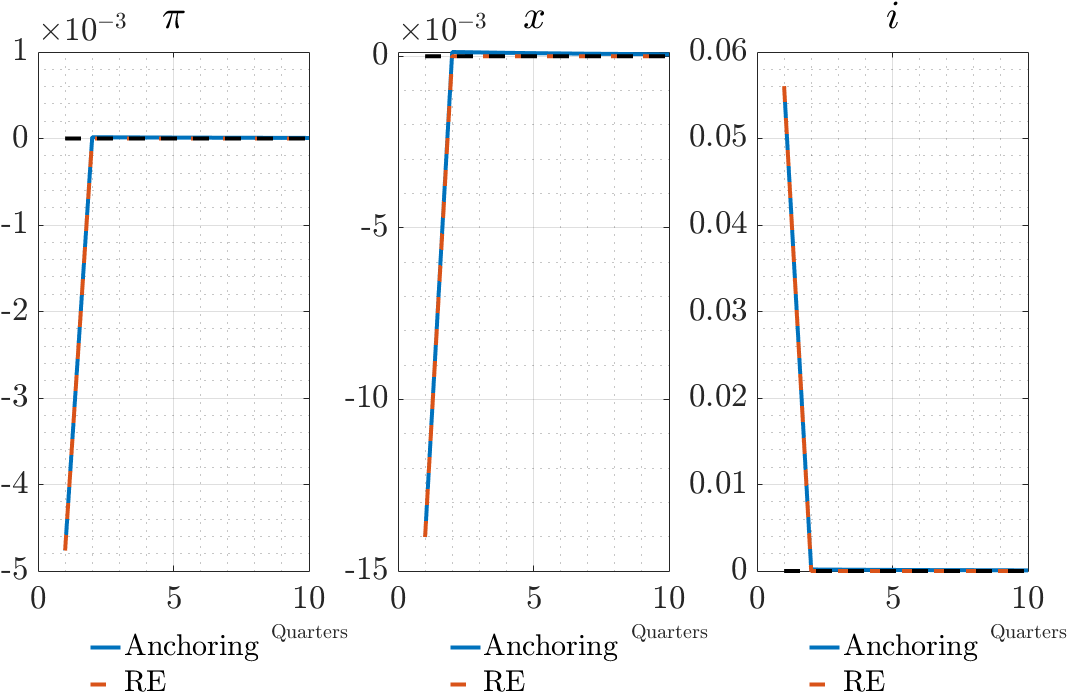 ×10⁻³ π
1
0
-1
-2
-3
-4
-5
0 5 10
Quarters
Anchoring
RE
×10⁻³ x
0
-5
-10
-15
0 5 10
Quarters
Anchoring
RE
i
0.06
0.05
0.04
0.03
0.02
0.01
0
0 5 10
Quarters
Anchoring
RE